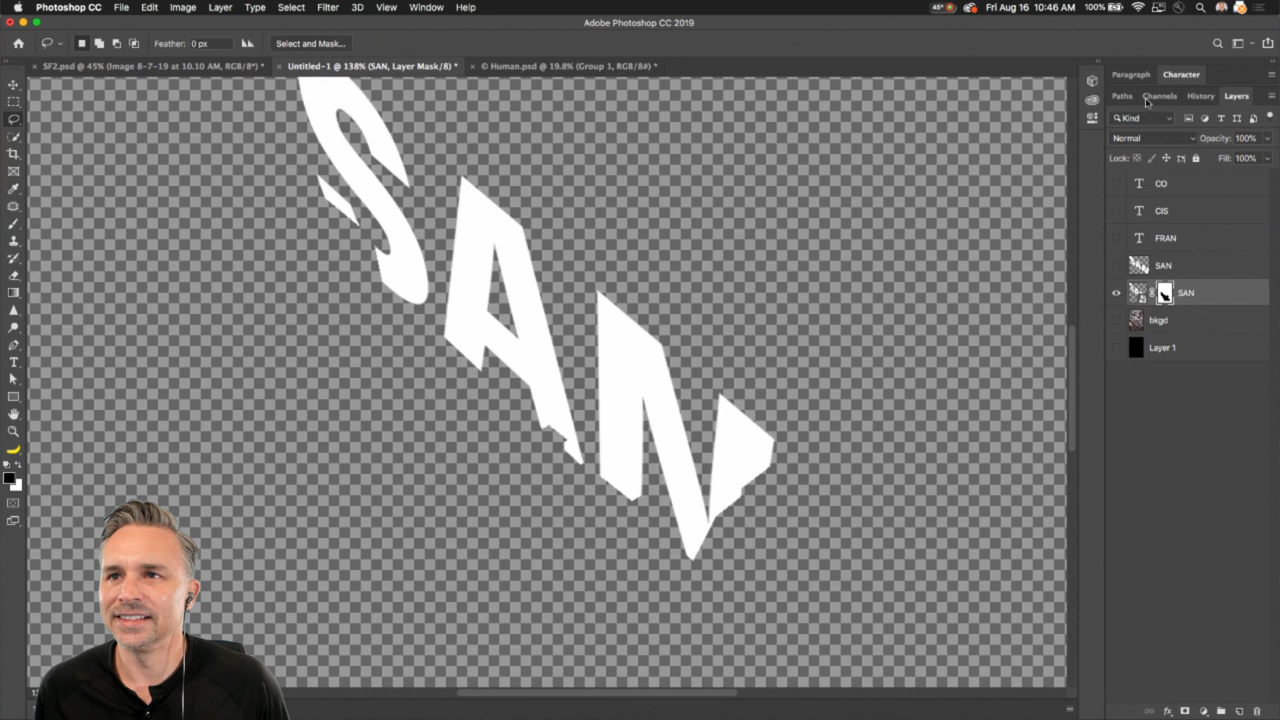 Photoshop CC File Edit Image Layer Type Select Filter 3D View Window Help 45° Fri Aug 16 10:46 AM 100%
Adobe Photoshop CC 2019
Feather: 0 px Select and Mask...
SF2.psd @ 45% (Image 8-7-19 at 10.10 AM, RGB/8*) * Untitled-1 @ 138% (SAN, Layer Mask/8) * © Human.psd @ 19.8% (Group 1, RGB/8#) *
Paragraph Character
Paths Channels History Layers
Kind
Normal Opacity: 100%
Lock: Fill: 100%
CO
CIS
FRAN
SAN
SAN
bkgd
Layer 1
SAN